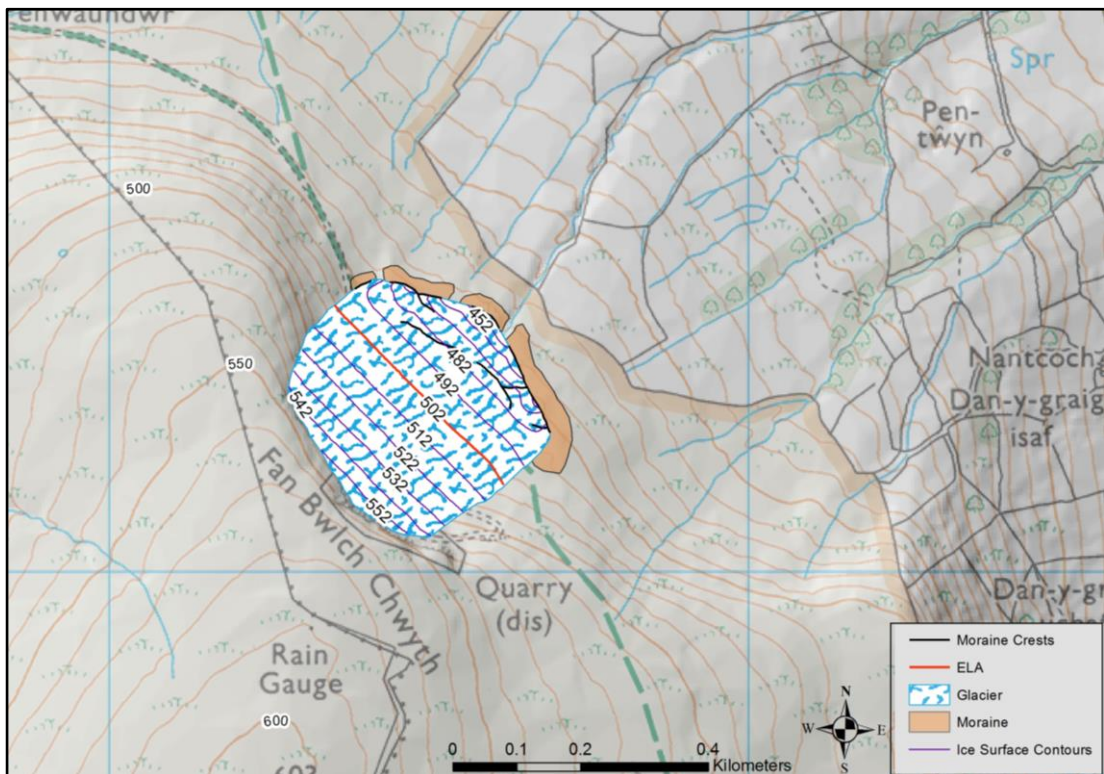 enwaundwr
Spr
Pen-
tŵyn
500
452
482
550
492
Nantcoch
502
542
Dan-y-graig
isaf
512
522
532
552
Fan Bwlch Chwyth
Quarry
(dis)
Dan-y-gr
Rain
Gauge
600
Moraine Crests
ELA
Glacier
Moraine
Ice Surface Contours
N
W
E
S
0 0.1 0.2 0.4
Kilometers